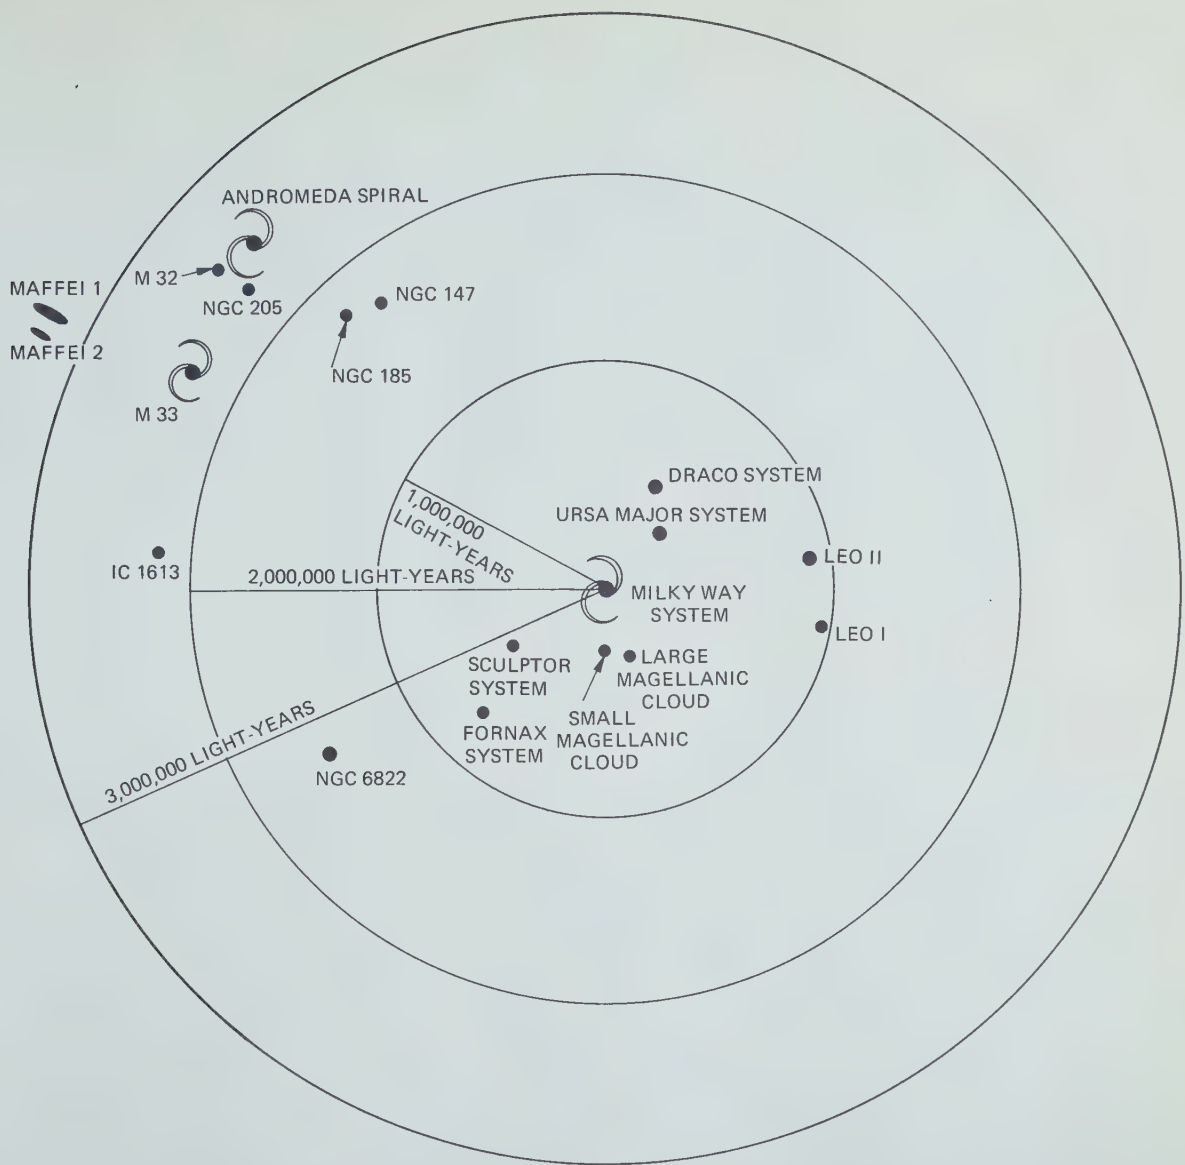 ANDROMEDA SPIRAL
M 32
MAFFEI 1
NGC 205
NGC 147
MAFFEI 2
NGC 185
M 33
DRACO SYSTEM
1,000,000
LIGHT-YEARS
URSA MAJOR SYSTEM
LEO II
IC 1613
2,000,000 LIGHT-YEARS
MILKY WAY
SYSTEM
LEO I
SCULPTOR
SYSTEM
LARGE
MAGELLANIC
CLOUD
3,000,000 LIGHT-YEARS
FORNAX
SYSTEM
SMALL
MAGELLANIC
CLOUD
NGC 6822